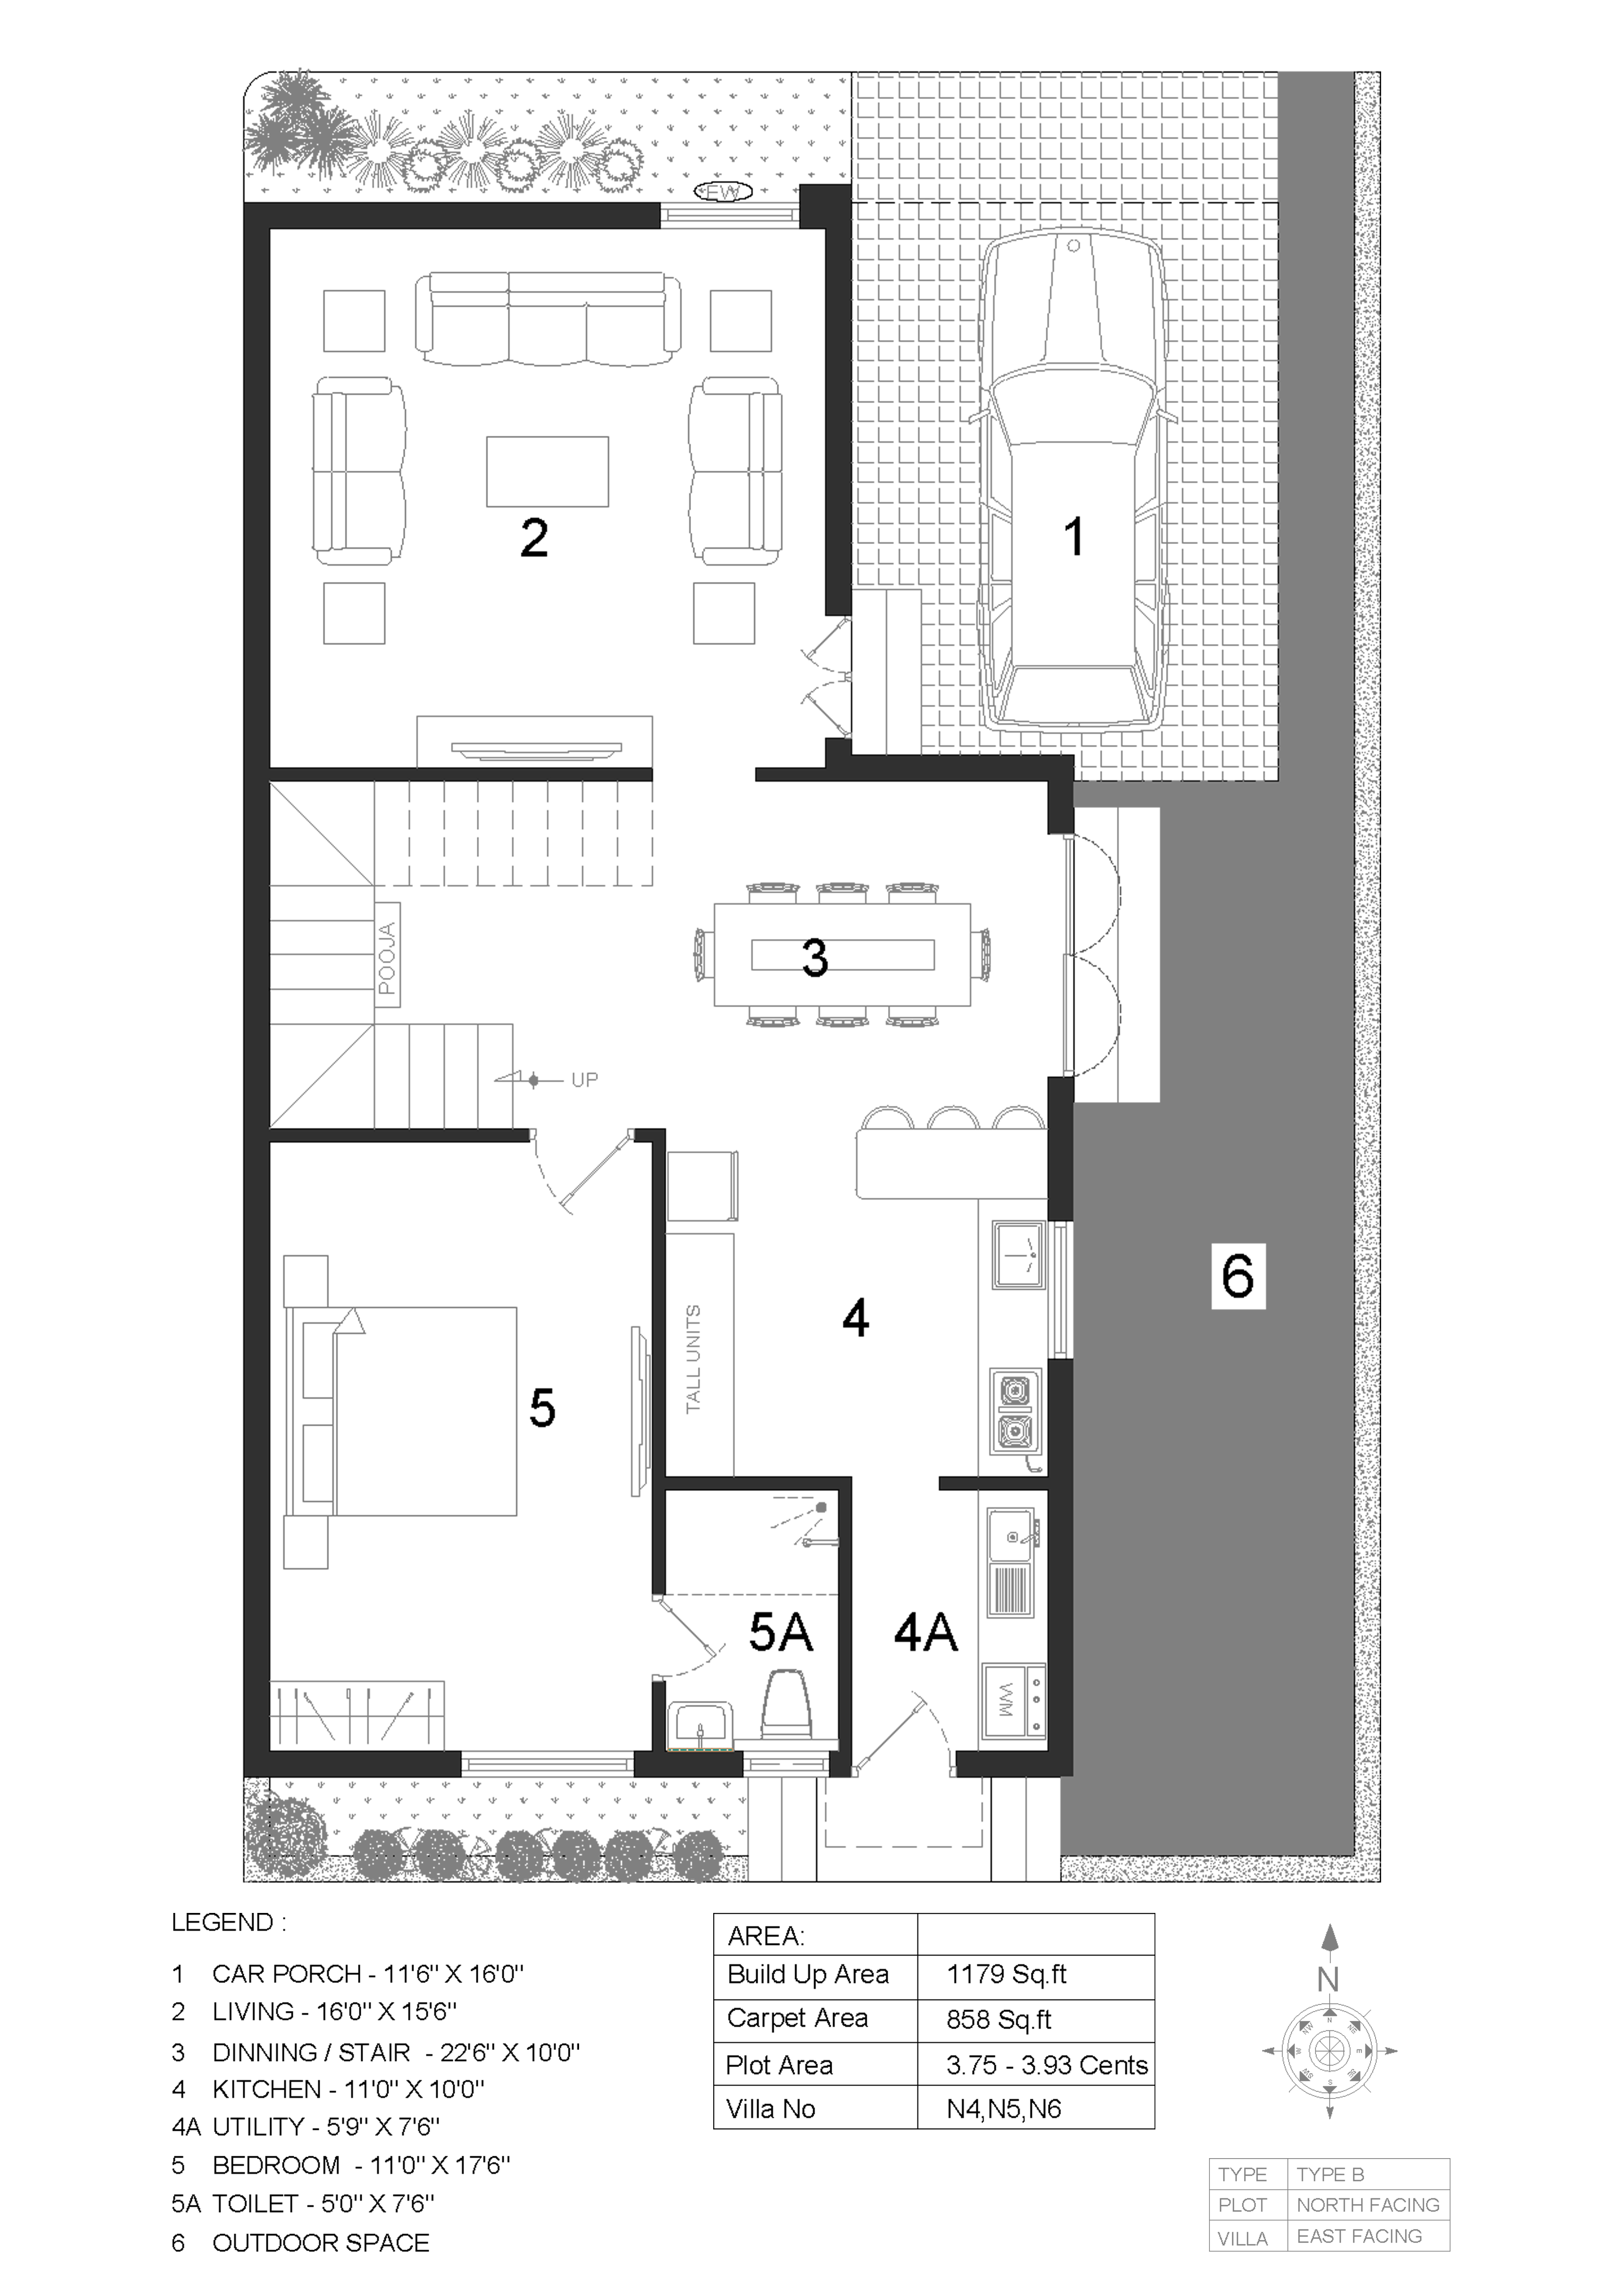 EW
2
1
POOJA
3
UP
6
4
TALL UNITS
5
5A
4A
WM
LEGEND :
1 CAR PORCH - 11'6" X 16'0"
2 LIVING - 16'0" X 15'6"
3 DINNING / STAIR - 22'6" X 10'0"
4 KITCHEN - 11'0" X 10'0"
4A UTILITY - 5'9" X 7'6"
5 BEDROOM - 11'0" X 17'6"
5A TOILET - 5'0" X 7'6"
6 OUTDOOR SPACE
AREA:
Build Up Area 1179 Sq.ft
Carpet Area 858 Sq.ft
Plot Area 3.75 - 3.93 Cents
Villa No N4,N5,N6
N
N
NE
E
SE
S
SW
W
NW
TYPE TYPE B
PLOT NORTH FACING
VILLA EAST FACING